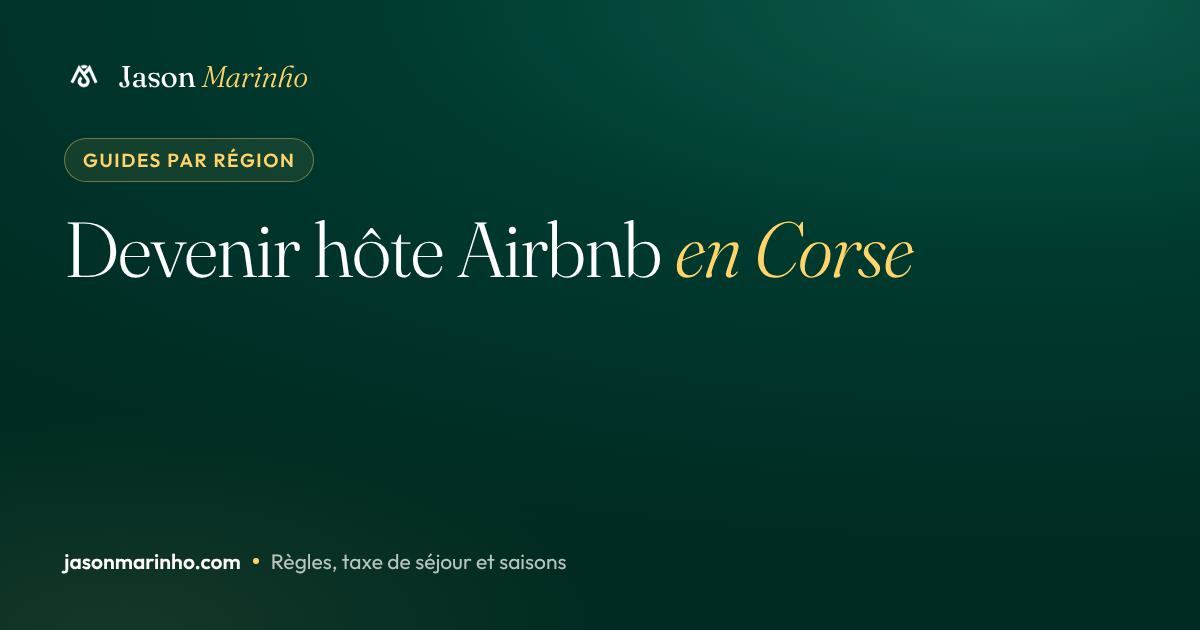 Jason Marinho
GUIDES PAR RÉGION
Devenir hôte Airbnb en Corse
jasonmarinho.com • Règles, taxe de séjour et saisons